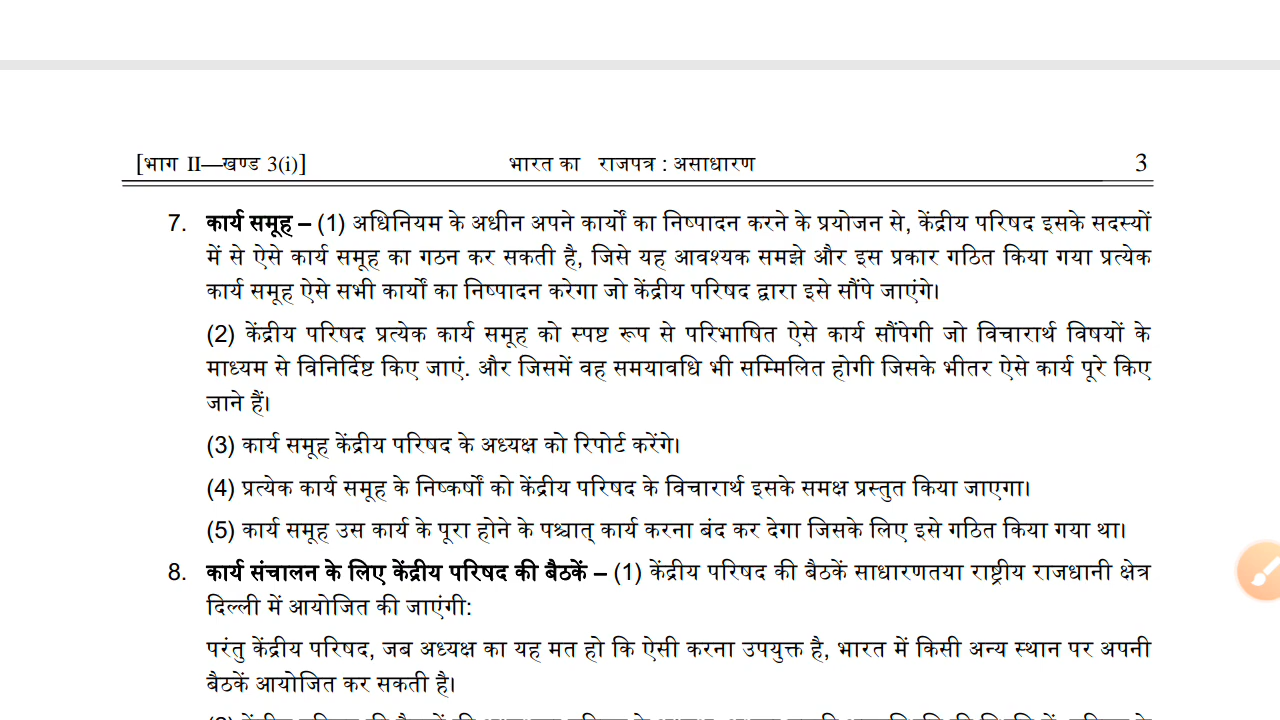 [भाग II—खण्ड 3(i)] भारत का राजपत्र : असाधारण 3
7. कार्य समूह – (1) अधिनियम के अधीन अपने कार्यों का निष्पादन करने के प्रयोजन से, केंद्रीय परिषद इसके सदस्यों
में से ऐसे कार्य समूह का गठन कर सकती है, जिसे यह आवश्यक समझे और इस प्रकार गठित किया गया प्रत्येक
कार्य समूह ऐसे सभी कार्यों का निष्पादन करेगा जो केंद्रीय परिषद द्वारा इसे सौंपे जाएंगे।
(2) केंद्रीय परिषद प्रत्येक कार्य समूह को स्पष्ट रूप से परिभाषित ऐसे कार्य सौंपेगी जो विचारार्थ विषयों के
माध्यम से विनिर्दिष्ट किए जाएं. और जिसमें वह समयावधि भी सम्मिलित होगी जिसके भीतर ऐसे कार्य पूरे किए
जाने हैं।
(3) कार्य समूह केंद्रीय परिषद के अध्यक्ष को रिपोर्ट करेंगे।
(4) प्रत्येक कार्य समूह के निष्कर्षों को केंद्रीय परिषद के विचारार्थ इसके समक्ष प्रस्तुत किया जाएगा।
(5) कार्य समूह उस कार्य के पूरा होने के पश्चात् कार्य करना बंद कर देगा जिसके लिए इसे गठित किया गया था।
8. कार्य संचालन के लिए केंद्रीय परिषद की बैठकें – (1) केंद्रीय परिषद की बैठकें साधारणतया राष्ट्रीय राजधानी क्षेत्र
दिल्ली में आयोजित की जाएंगी:
परंतु केंद्रीय परिषद, जब अध्यक्ष का यह मत हो कि ऐसी करना उपयुक्त है, भारत में किसी अन्य स्थान पर अपनी
बैठकें आयोजित कर सकती है।